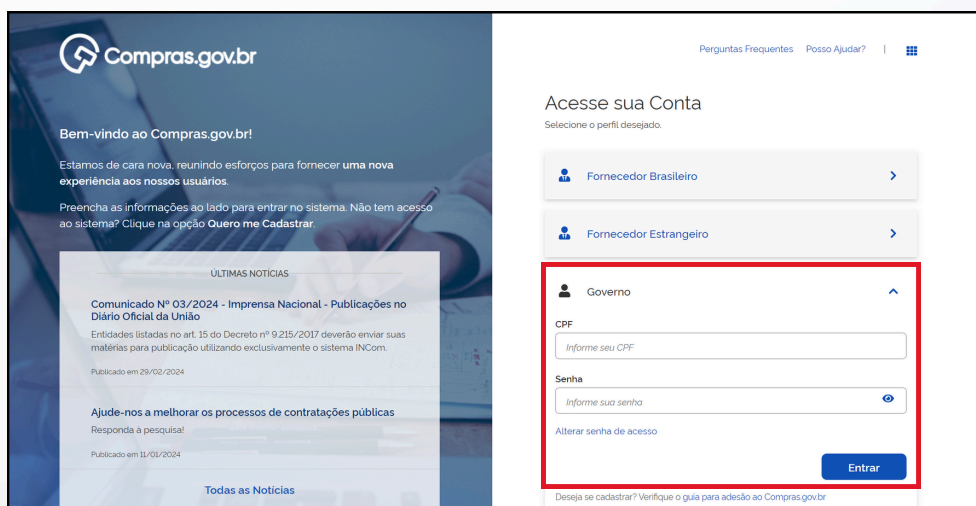 Compras.gov.br
Bem-vindo ao Compras.gov.br!
Estamos de cara nova, reunindo esforços para fornecer uma nova
experiência aos nossos usuários.
Preencha as informações ao lado para entrar no sistema. Não tem acesso
ao sistema? Clique na opção Quero me Cadastrar.
ÚLTIMAS NOTÍCIAS
Comunicado Nº 03/2024 - Imprensa Nacional - Publicações no
Diário Oficial da União
Entidades listadas no art. 15 do Decreto nº 9.215/2017 deverão enviar suas
matérias para publicação utilizando exclusivamente o sistema INCom.
Publicado em 29/02/2024
Ajude-nos a melhorar os processos de contratações públicas
Responda à pesquisa!
Publicado em 11/01/2024
Todas as Notícias
Perguntas Frequentes Posso Ajudar? |
Acesse sua Conta
Selecione o perfil desejado.
Fornecedor Brasileiro
Fornecedor Estrangeiro
Governo
CPF
Informe seu CPF
Senha
Informe sua senha
Alterar senha de acesso
Entrar
Deseja se cadastrar? Verifique o guia para adesão ao Compras.gov.br